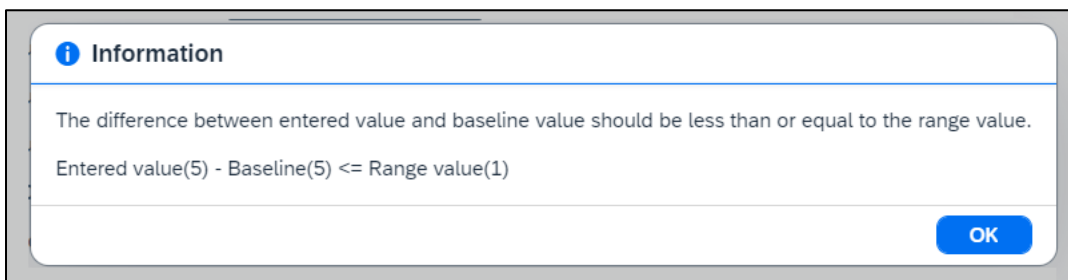 Information
The difference between entered value and baseline value should be less than or equal to the range value.
Entered value(5) - Baseline(5) <= Range value(1)
OK